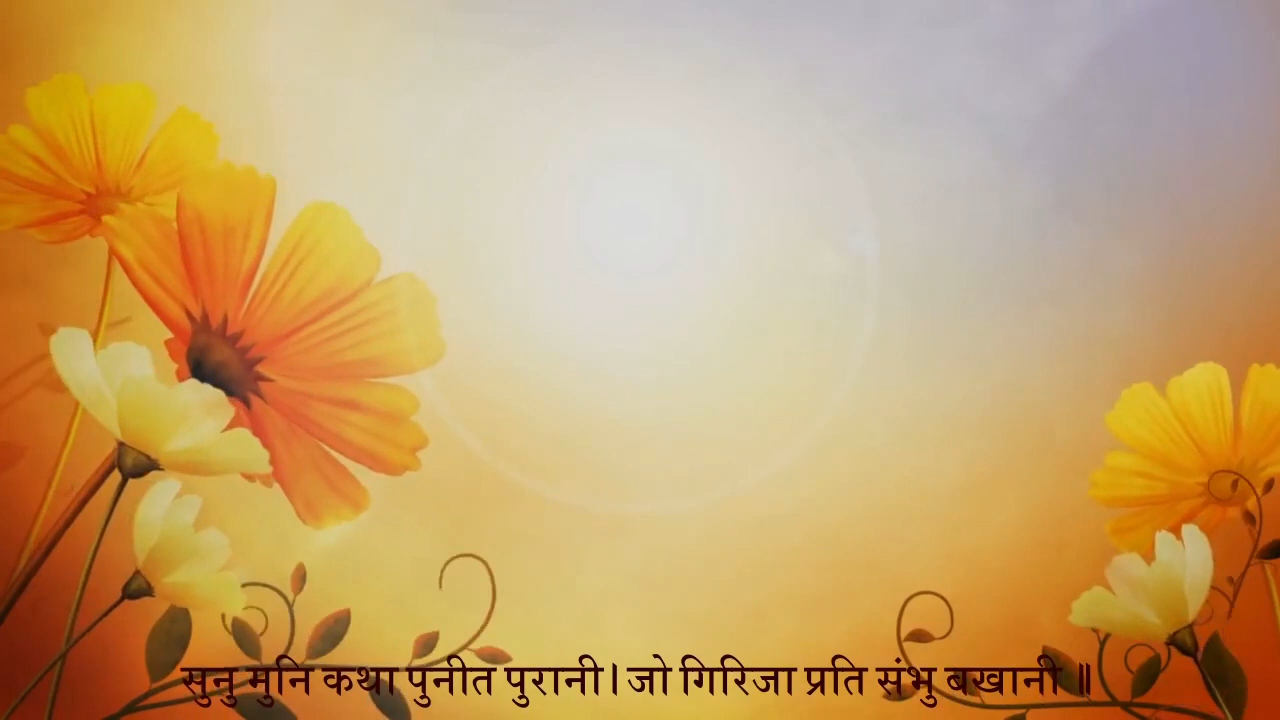 सुनु मुनि कथा पुनीत पुरानी। जो गिरिजा प्रति संभु बखानी ॥